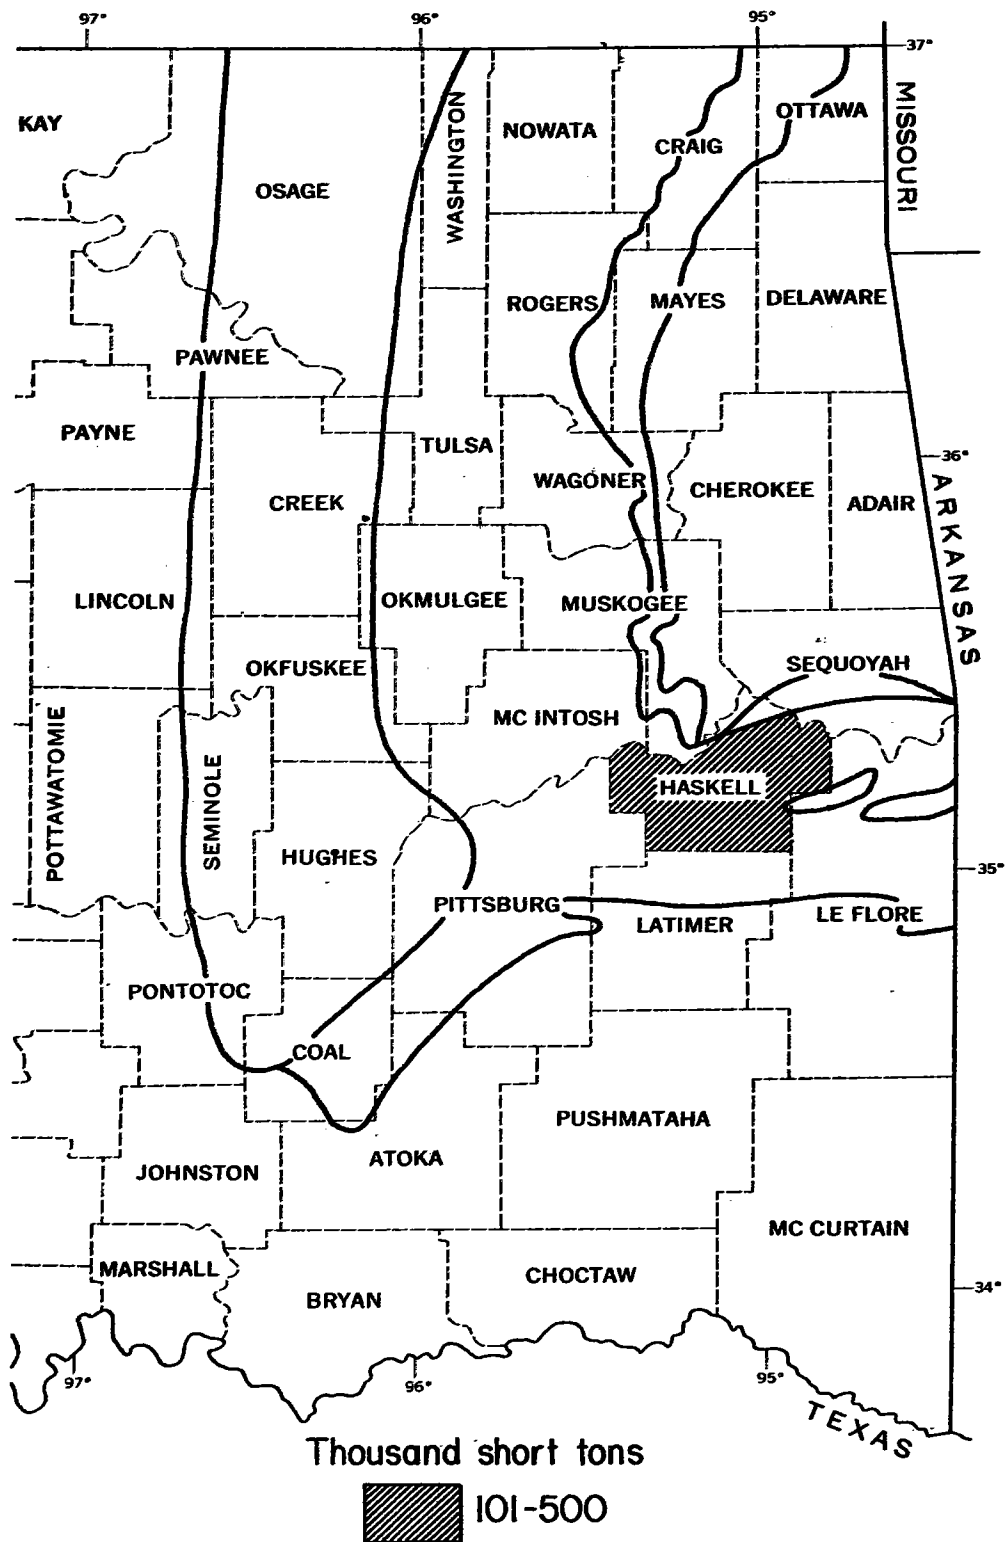 97° 96° 95°
37°
KAY
OSAGE
WASHINGTON
NOWATA
CRAIG
OTTAWA
MISSOURI
ROGERS
MAYES
DELAWARE
PAWNEE
PAYNE
TULSA
CREEK
WAGONER
CHEROKEE
ADAIR
36°
ARKANSAS
LINCOLN
OKMULGEE
MUSKOGEE
OKFUSKEE
SEQUOYAH
MC INTOSH
POTTAWATOMIE
SEMINOLE
HASKELL
HUGHES
35°
PITTSBURG
LATIMER
LE FLORE
PONTOTOC
COAL
PUSHMATAHA
ATOKA
JOHNSTON
MC CURTAIN
MARSHALL
CHOCTAW
BRYAN
34°
97° 96° 95°
TEXAS
Thousand short tons
101-500